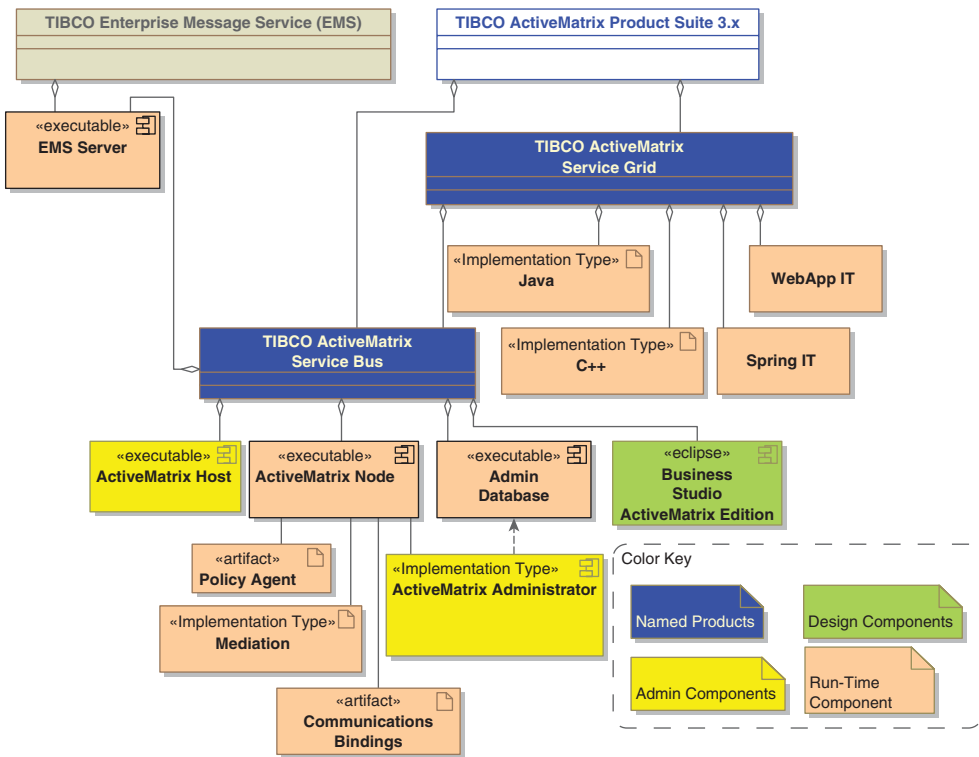 TIBCO Enterprise Message Service (EMS)
TIBCO ActiveMatrix Product Suite 3.x
«executable»
EMS Server
TIBCO ActiveMatrix
Service Grid
«Implementation Type»
Java
WebApp IT
«Implementation Type»
C++
Spring IT
TIBCO ActiveMatrix
Service Bus
«executable»
ActiveMatrix Host
«executable»
ActiveMatrix Node
«executable»
Admin
Database
«eclipse»
Business
Studio
ActiveMatrix Edition
«artifact»
Policy Agent
«Implementation Type»
ActiveMatrix Administrator
«Implementation Type»
Mediation
«artifact»
Communications
Bindings
Color Key
Named Products
Design Components
Admin Components
Run-Time
Component